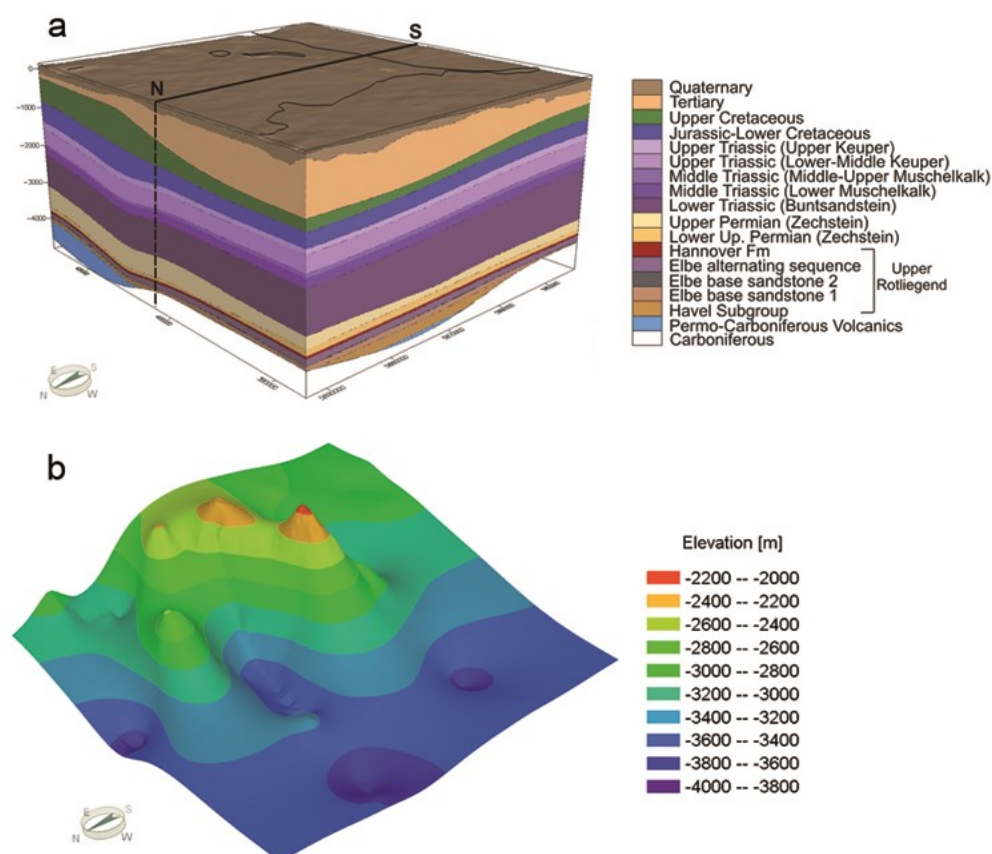 a
S
N
0
-1000
-2000
-3000
-4000
Quaternary
Tertiary
Upper Cretaceous
Jurassic-Lower Cretaceous
Upper Triassic (Upper Keuper)
Upper Triassic (Lower-Middle Keuper)
Middle Triassic (Middle-Upper Muschelkalk)
Middle Triassic (Lower Muschelkalk)
Lower Triassic (Buntsandstein)
Upper Permian (Zechstein)
Lower Up. Permian (Zechstein)
Hannover Fm
Elbe alternating sequence
Elbe base sandstone 2
Elbe base sandstone 1
Havel Subgroup
Upper
Rotliegend
Permo-Carboniferous Volcanics
Carboniferous
E S
N W
b
Elevation [m]
-2200 -- -2000
-2400 -- -2200
-2600 -- -2400
-2800 -- -2600
-3000 -- -2800
-3200 -- -3000
-3400 -- -3200
-3600 -- -3400
-3800 -- -3600
-4000 -- -3800
E S
N W